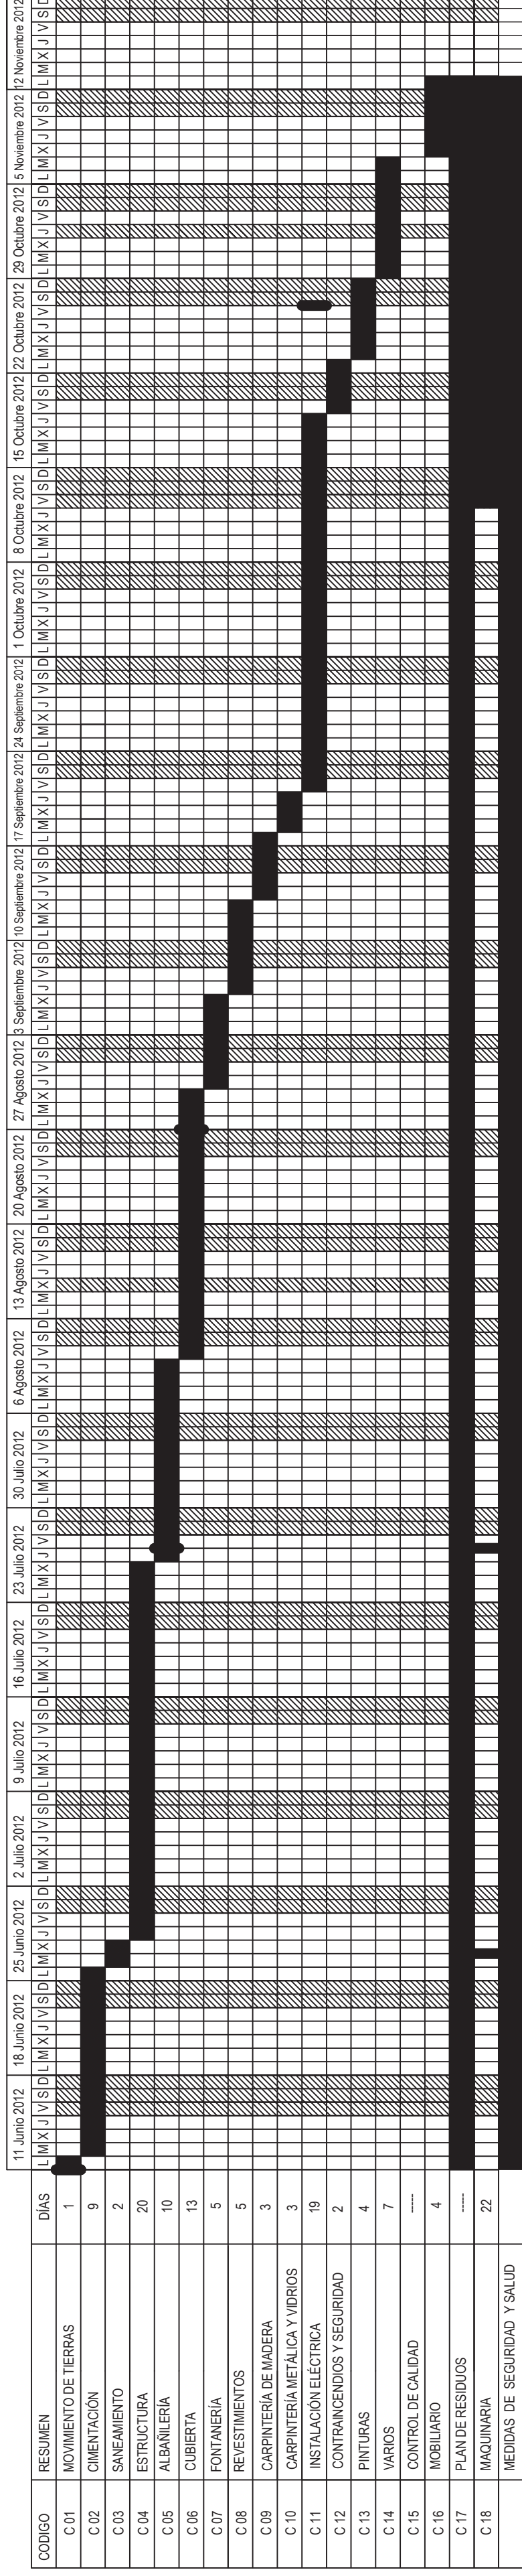 CODIGO RESUMEN DÍAS 11 Junio 2012 18 Junio 2012 25 Junio 2012 2 Julio 2012 9 Julio 2012 16 Julio 2012 23 Julio 2012 30 Julio 2012 6 Agosto 2012 13 Agosto 2012 20 Agosto 2012 27 Agosto 2012 3 Septiembre 2012 10 Septiembre 2012 17 Septiembre 2012 24 Septiembre 2012 1 Octubre 2012 8 Octubre 2012 15 Octubre 2012 22 Octubre 2012 29 Octubre 2012 5 Noviembre 2012 12 Noviembre 2012
L M X J V S D L M X J V S D L M X J V S D L M X J V S D L M X J V S D L M X J V S D L M X J V S D L M X J V S D L M X J V S D L M X J V S D L M X J V S D L M X J V S D L M X J V S D L M X J V S D L M X J V S D L M X J V S D L M X J V S D L M X J V S D L M X J V S D L M X J V S D L M X J V S D L M X J V S D L M X J V S D
C 01 MOVIMIENTO DE TIERRAS 1
C 02 CIMENTACIÓN 9
C 03 SANEAMIENTO 2
C 04 ESTRUCTURA 20
C 05 ALBAÑILERÍA 10
C 06 CUBIERTA 13
C 07 FONTANERÍA 5
C 08 REVESTIMIENTOS 5
C 09 CARPINTERÍA DE MADERA 3
C 10 CARPINTERÍA METÁLICA Y VIDRIOS 3
C 11 INSTALACIÓN ELÉCTRICA 19
C 12 CONTRAINCENDIOS Y SEGURIDAD 2
C 13 PINTURAS 4
C 14 VARIOS 7
C 15 CONTROL DE CALIDAD -----
C 16 MOBILIARIO 4
C 17 PLAN DE RESIDUOS -----
C 18 MAQUINARIA 22
MEDIDAS DE SEGURIDAD Y SALUD